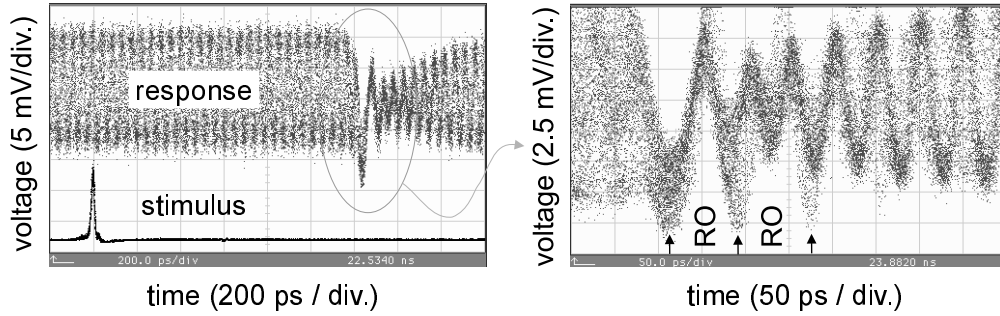 voltage (5 mV/div.)
response
stimulus
200.0 ps/div
22.5340 ns
time (200 ps / div.)
voltage (2.5 mV/div.)
RO
RO
50.0 ps/div
23.8820 ns
time (50 ps / div.)